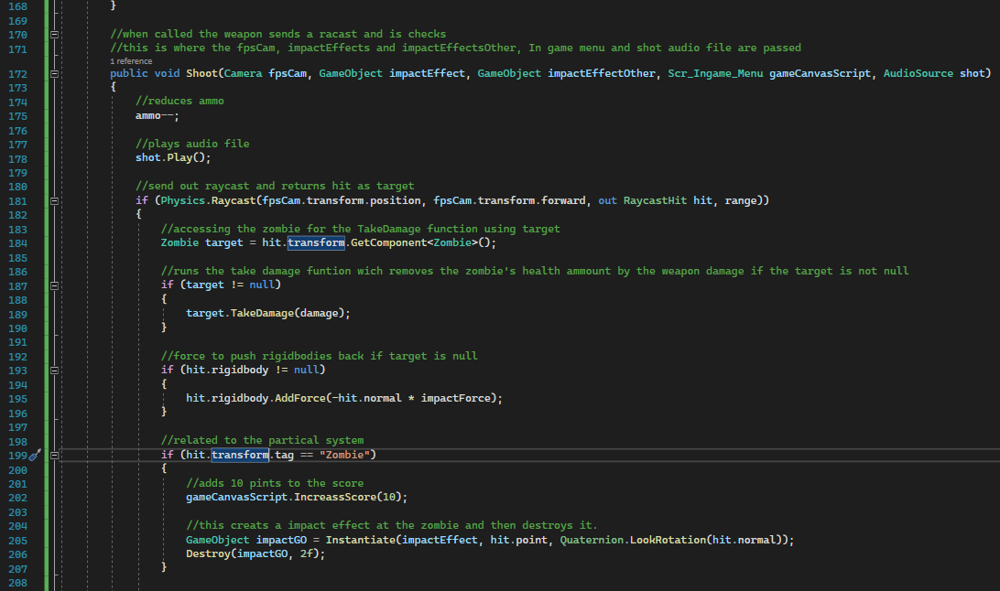 168 }
169
170 //when called the weapon sends a racast and is checks
171 //this is where the fpsCam, impactEffects and impactEffectsOther, In game menu and shot audio file are passed
1 reference
172 public void Shoot(Camera fpsCam, GameObject impactEffect, GameObject impactEffectOther, Scr_Ingame_Menu gameCanvasScript, AudioSource shot)
173 {
174 //reduces ammo
175 ammo--;
176
177 //plays audio file
178 shot.Play();
179
180 //send out raycast and returns hit as target
181 if (Physics.Raycast(fpsCam.transform.position, fpsCam.transform.forward, out RaycastHit hit, range))
182 {
183 //accessing the zombie for the TakeDamage function using target
184 Zombie target = hit.transform.GetComponent<Zombie>();
185
186 //runs the take damage funtion wich removes the zombie's health ammount by the weapon damage if the target is not null
187 if (target != null)
188 {
189 target.TakeDamage(damage);
190 }
191
192 //force to push rigidbodies back if target is null
193 if (hit.rigidbody != null)
194 {
195 hit.rigidbody.AddForce(-hit.normal * impactForce);
196 }
197
198 //related to the partical system
199 if (hit.transform.tag == "Zombie")
200 {
201 //adds 10 pints to the score
202 gameCanvasScript.IncreassScore(10);
203
204 //this creats a impact effect at the zombie and then destroys it.
205 GameObject impactGO = Instantiate(impactEffect, hit.point, Quaternion.LookRotation(hit.normal));
206 Destroy(impactGO, 2f);
207 }
208